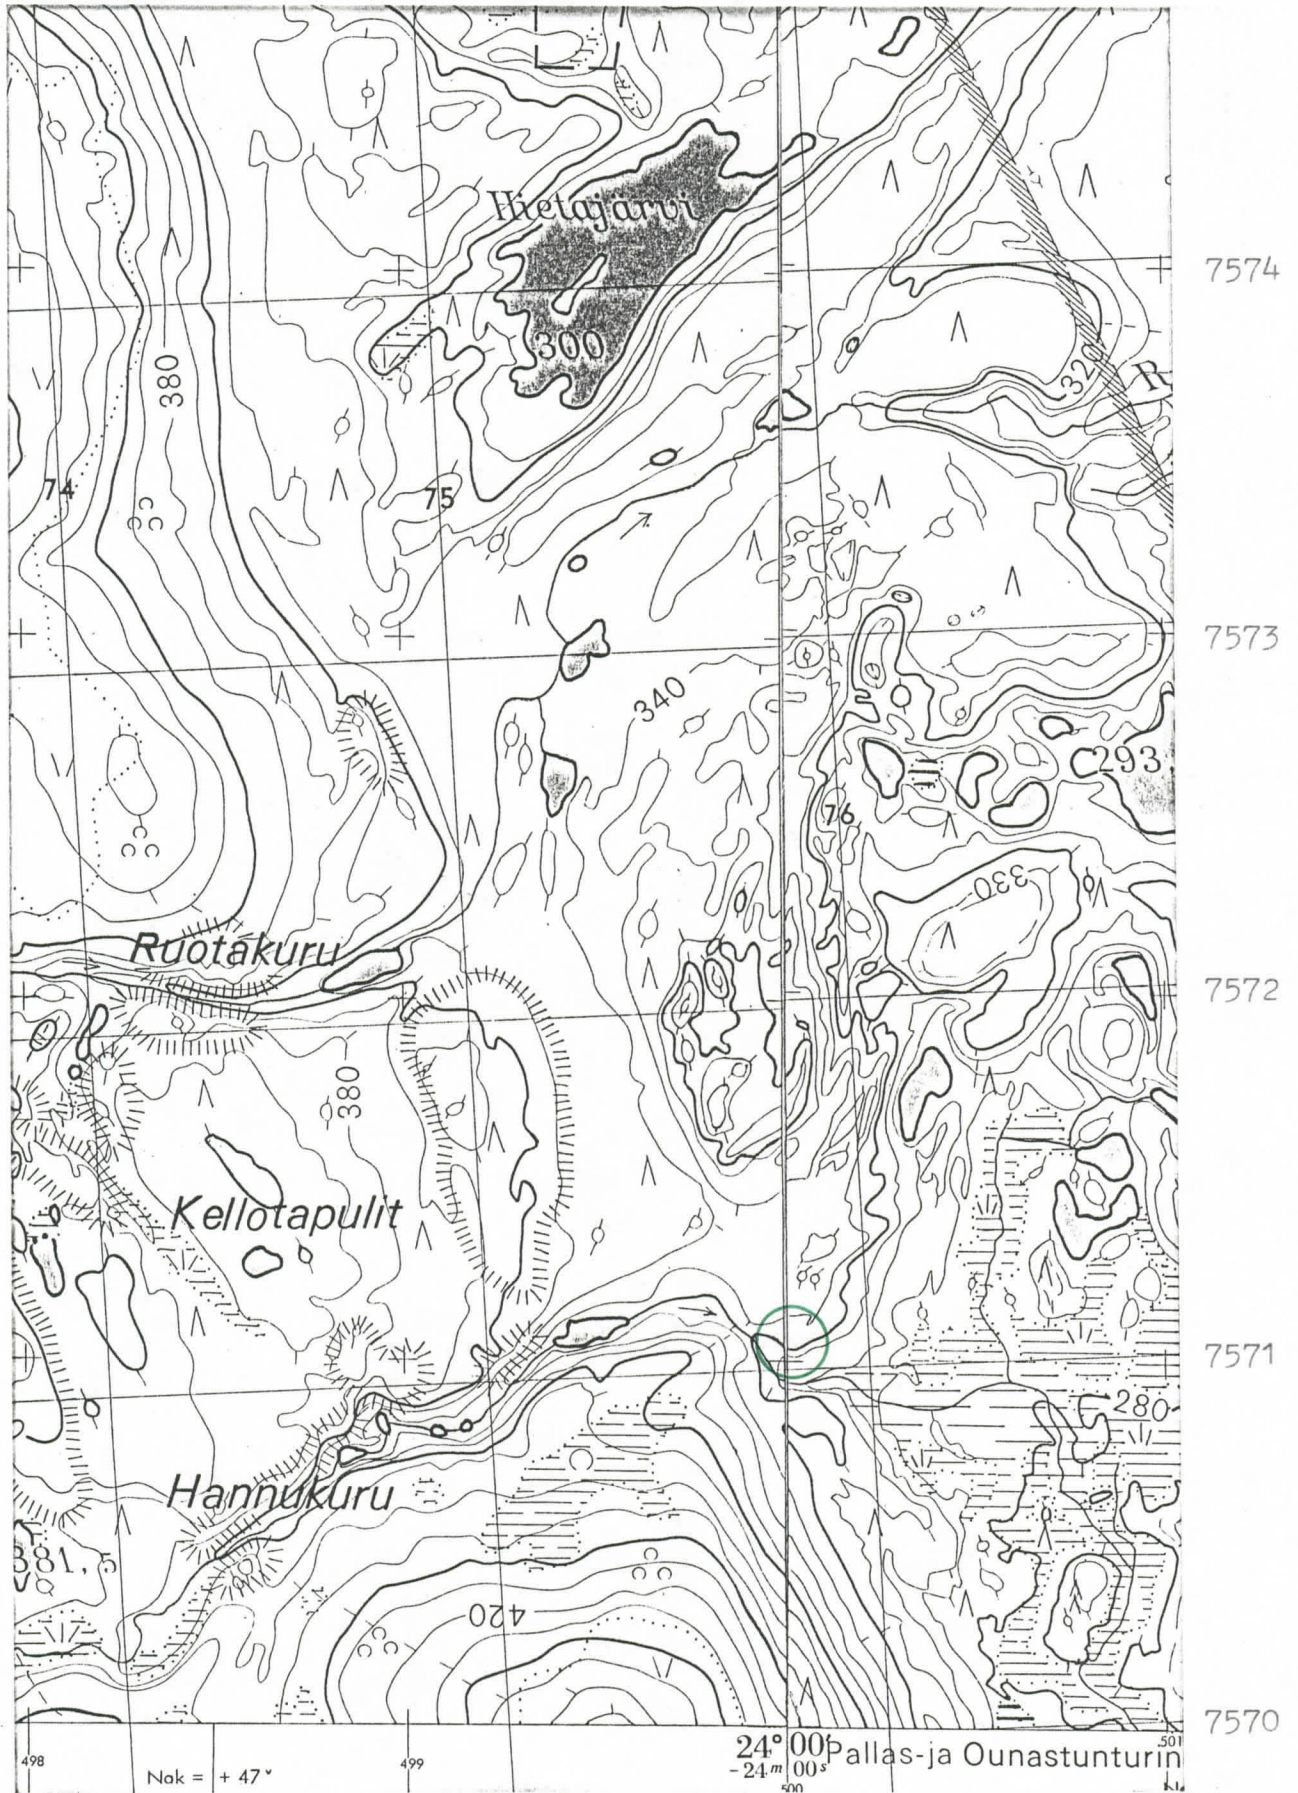 Hietajärvi
7574
300
380
320
R
74
75
7573
340
C293
76
330
Ruotakuru
7572
380
Kellotapulit
7571
280
Hannukuru
381,5
420
7570
24° 00'
Pallas-ja Ounastunturin
-24ᵐ 00ˢ
498
499
500
501
Nak = + 47ᵛ